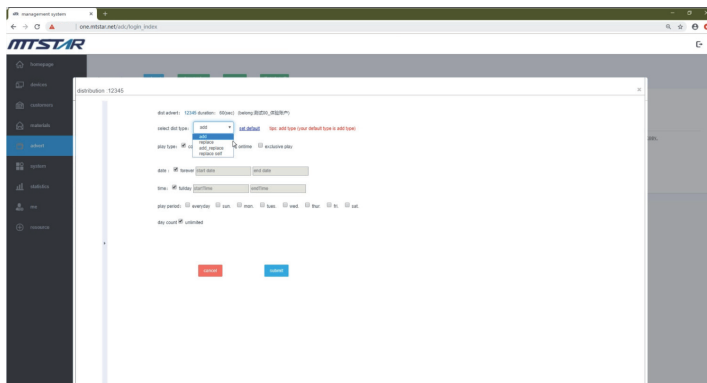 management system
one.mtstar.net/adc/login_index
MTSTAR
homepage
devices
customers
materials
advert
system
statistics
me
resource
distribution :12345
dist advert: 12345 duration: 60(sec)
select dist type: add set default tips: add type (your default type is add type)
add
replace
add_replace
replace self
play type: ontime exclusive play
date : forever start date end date
time: fullday startTime endTime
play period: everyday sun. mon. tues. wed. thur. fri. sat.
day count unlimited
cancel submit